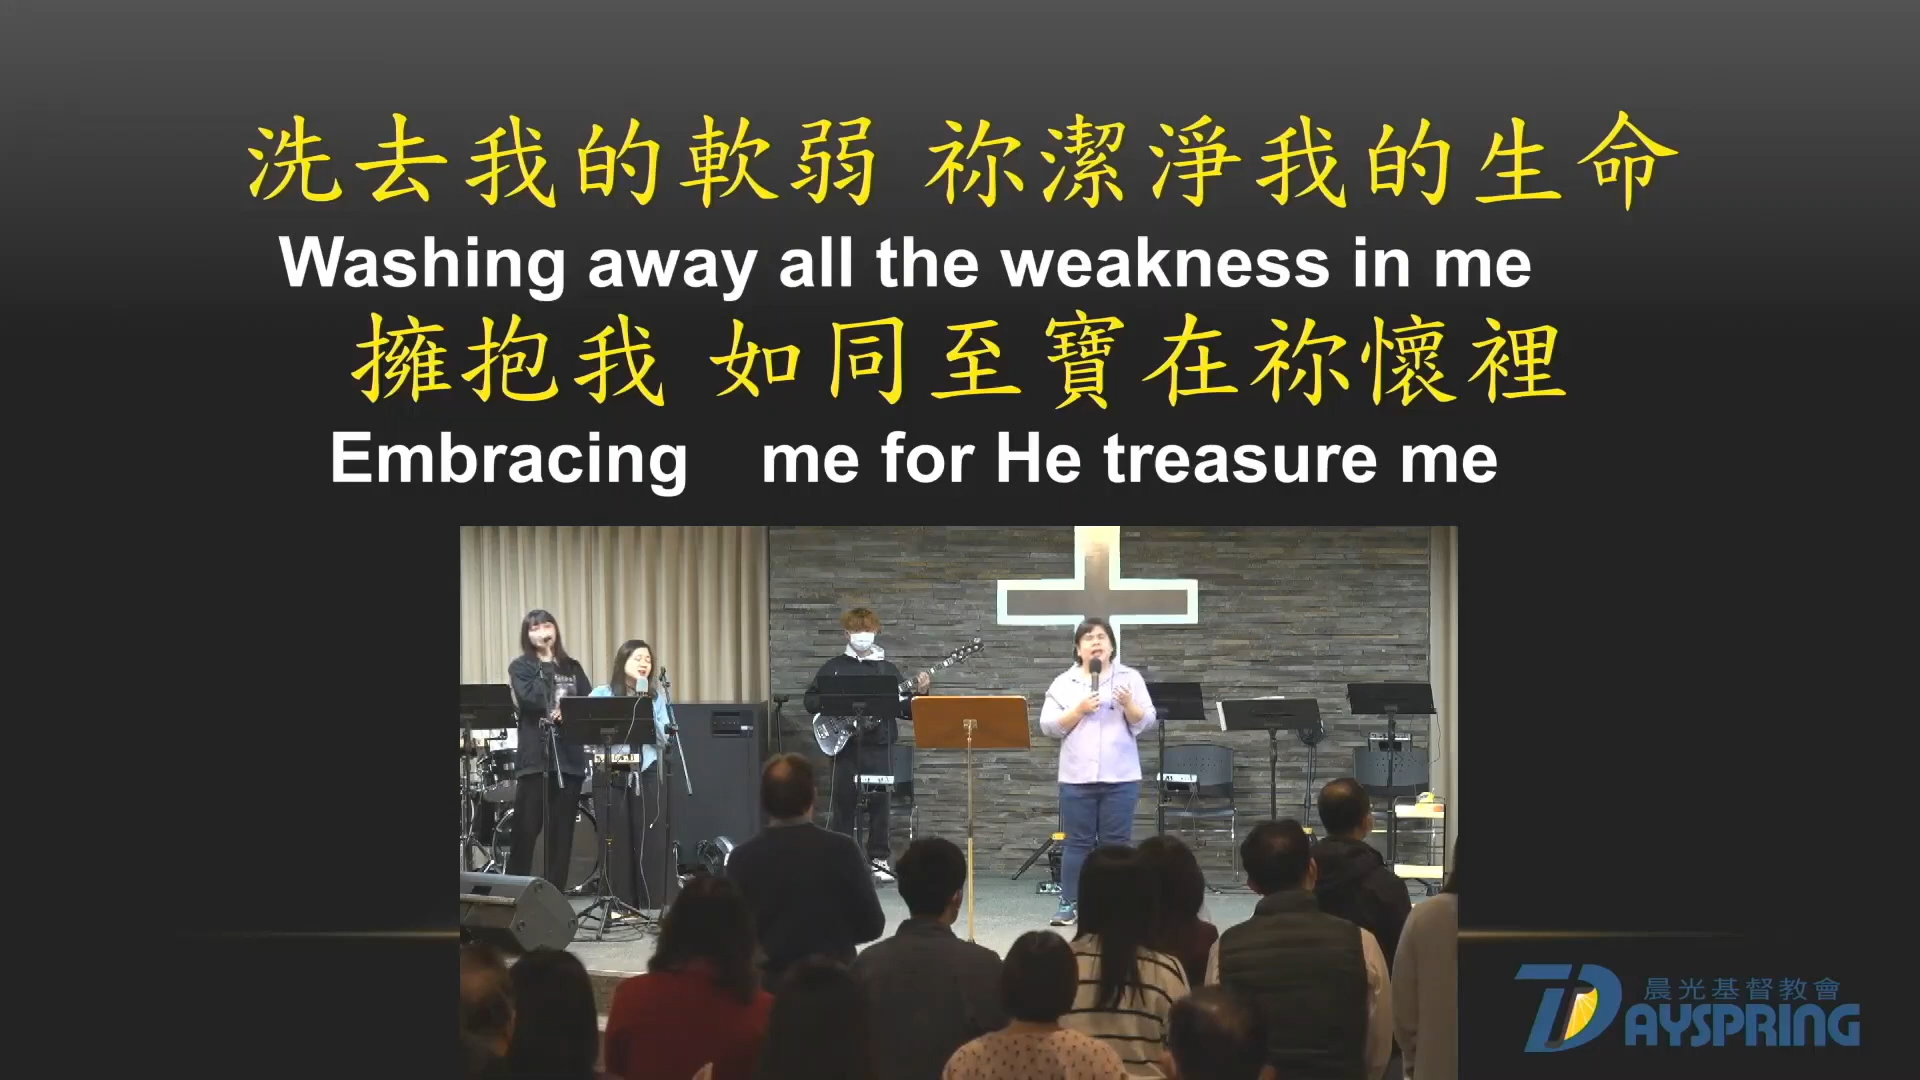 洗去我的軟弱 祢潔淨我的生命
Washing away all the weakness in me
擁抱我 如同至寶在祢懷裡
Embracing me for He treasure me
晨光基督教會
DAYSPRING